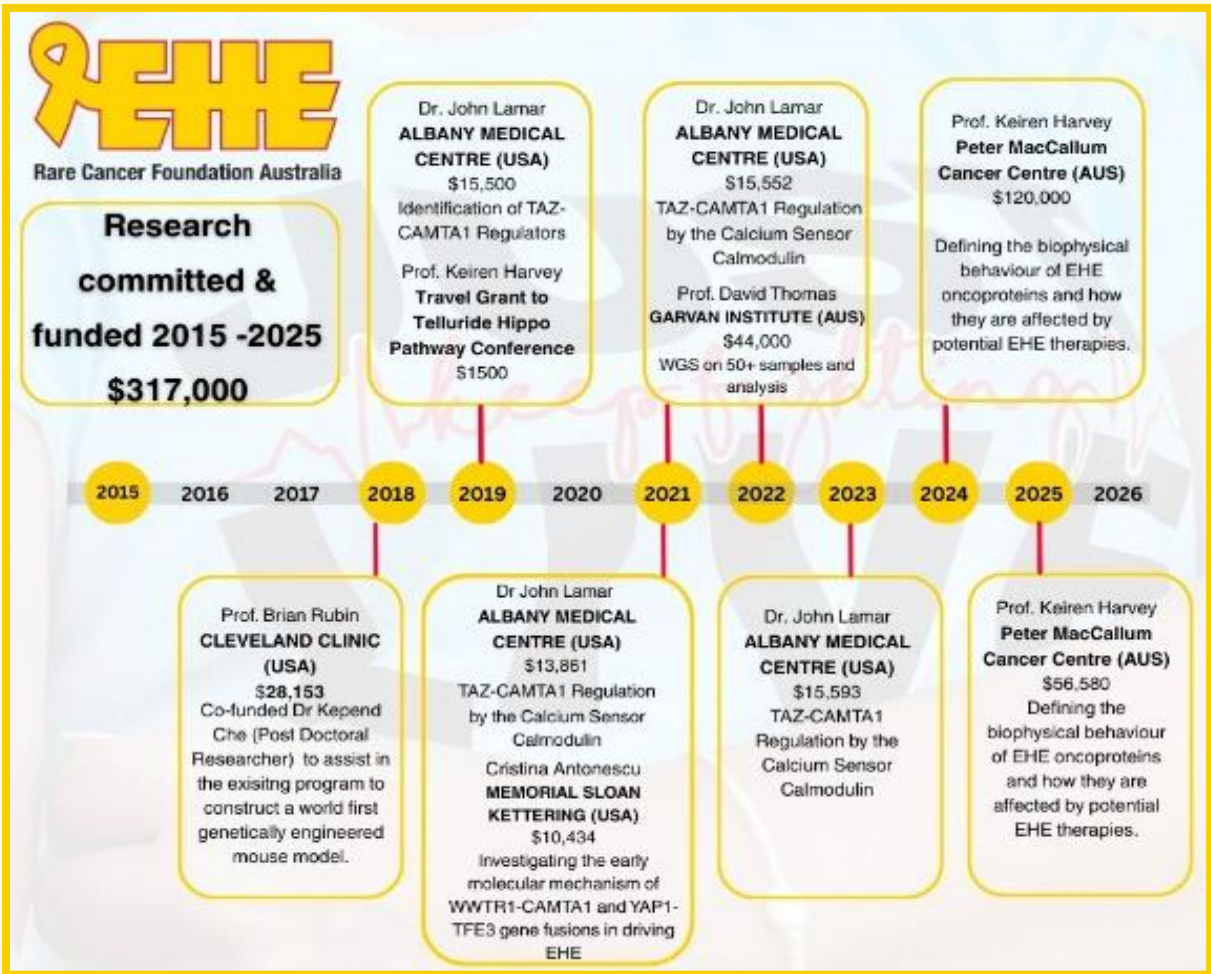 EHE
Rare Cancer Foundation Australia
Research
committed &
funded 2015 -2025
$317,000
Dr. John Lamar
ALBANY MEDICAL
CENTRE (USA)
$15,500
Identification of TAZ-
CAMTA1 Regulators
Prof. Keiren Harvey
Travel Grant to
Telluride Hippo
Pathway Conference
$1500
Dr. John Lamar
ALBANY MEDICAL
CENTRE (USA)
$15,552
TAZ-CAMTA1 Regulation
by the Calcium Sensor
Calmodulin
Prof. David Thomas
GARVAN INSTITUTE (AUS)
$44,000
WGS on 50+ samples and
analysis
Prof. Keiren Harvey
Peter MacCallum
Cancer Centre (AUS)
$120,000
Defining the biophysical
behaviour of EHE
oncoproteins and how
they are affected by
potential EHE therapies.
JUST
keep fighting
LIVE
2015 2016 2017 2018 2019 2020 2021 2022 2023 2024 2025 2026
Prof. Brian Rubin
CLEVELAND CLINIC
(USA)
$28,153
Co-funded Dr Kepend
Che (Post Doctoral
Researcher) to assist in
the exisitng program to
construct a world first
genetically engineered
mouse model.
Dr John Lamar
ALBANY MEDICAL
CENTRE (USA)
$13,861
TAZ-CAMTA1 Regulation
by the Calcium Sensor
Calmodulin
Cristina Antonescu
MEMORIAL SLOAN
KETTERING (USA)
$10,434
Investigating the early
molecular mechanism of
WWTR1-CAMTA1 and YAP1-
TFE3 gene fusions in driving
EHE
Dr. John Lamar
ALBANY MEDICAL
CENTRE (USA)
$15,593
TAZ-CAMTA1
Regulation by the
Calcium Sensor
Calmodulin
Prof. Keiren Harvey
Peter MacCallum
Cancer Centre (AUS)
$56,580
Defining the
biophysical behaviour
of EHE oncoproteins
and how they are
affected by potential
EHE therapies.